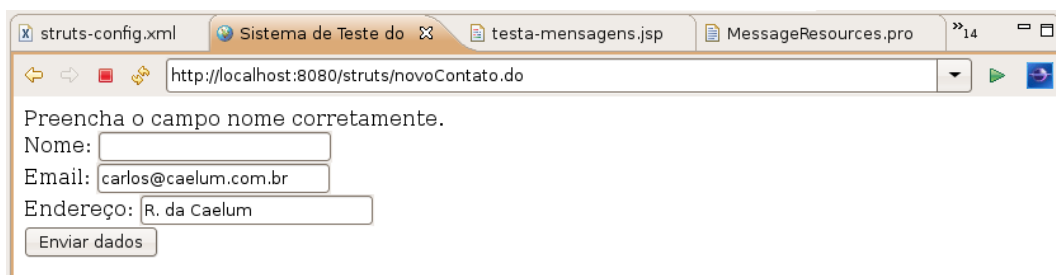 struts-config.xml Sistema de Teste do testa-mensagens.jsp MessageResources.pro »14
http://localhost:8080/struts/novoContato.do
Preencha o campo nome corretamente.
Nome:
Email: carlos@caelum.com.br
Endereço: R. da Caelum
Enviar dados